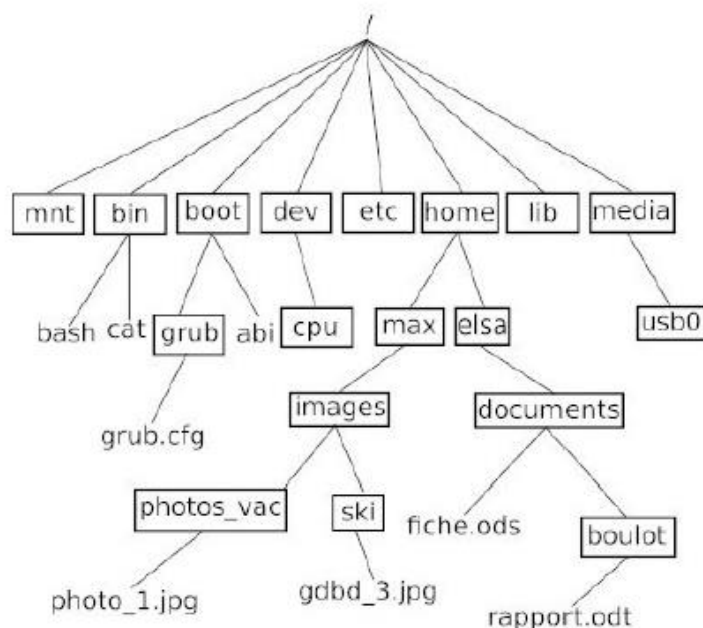 /
mnt bin boot dev etc home lib media
bash cat grub abi cpu max elsa usb0
images documents
grub.cfg
photos_vac ski fiche.ods
boulot
photo_1.jpg gdbd_3.jpg
rapport.odt